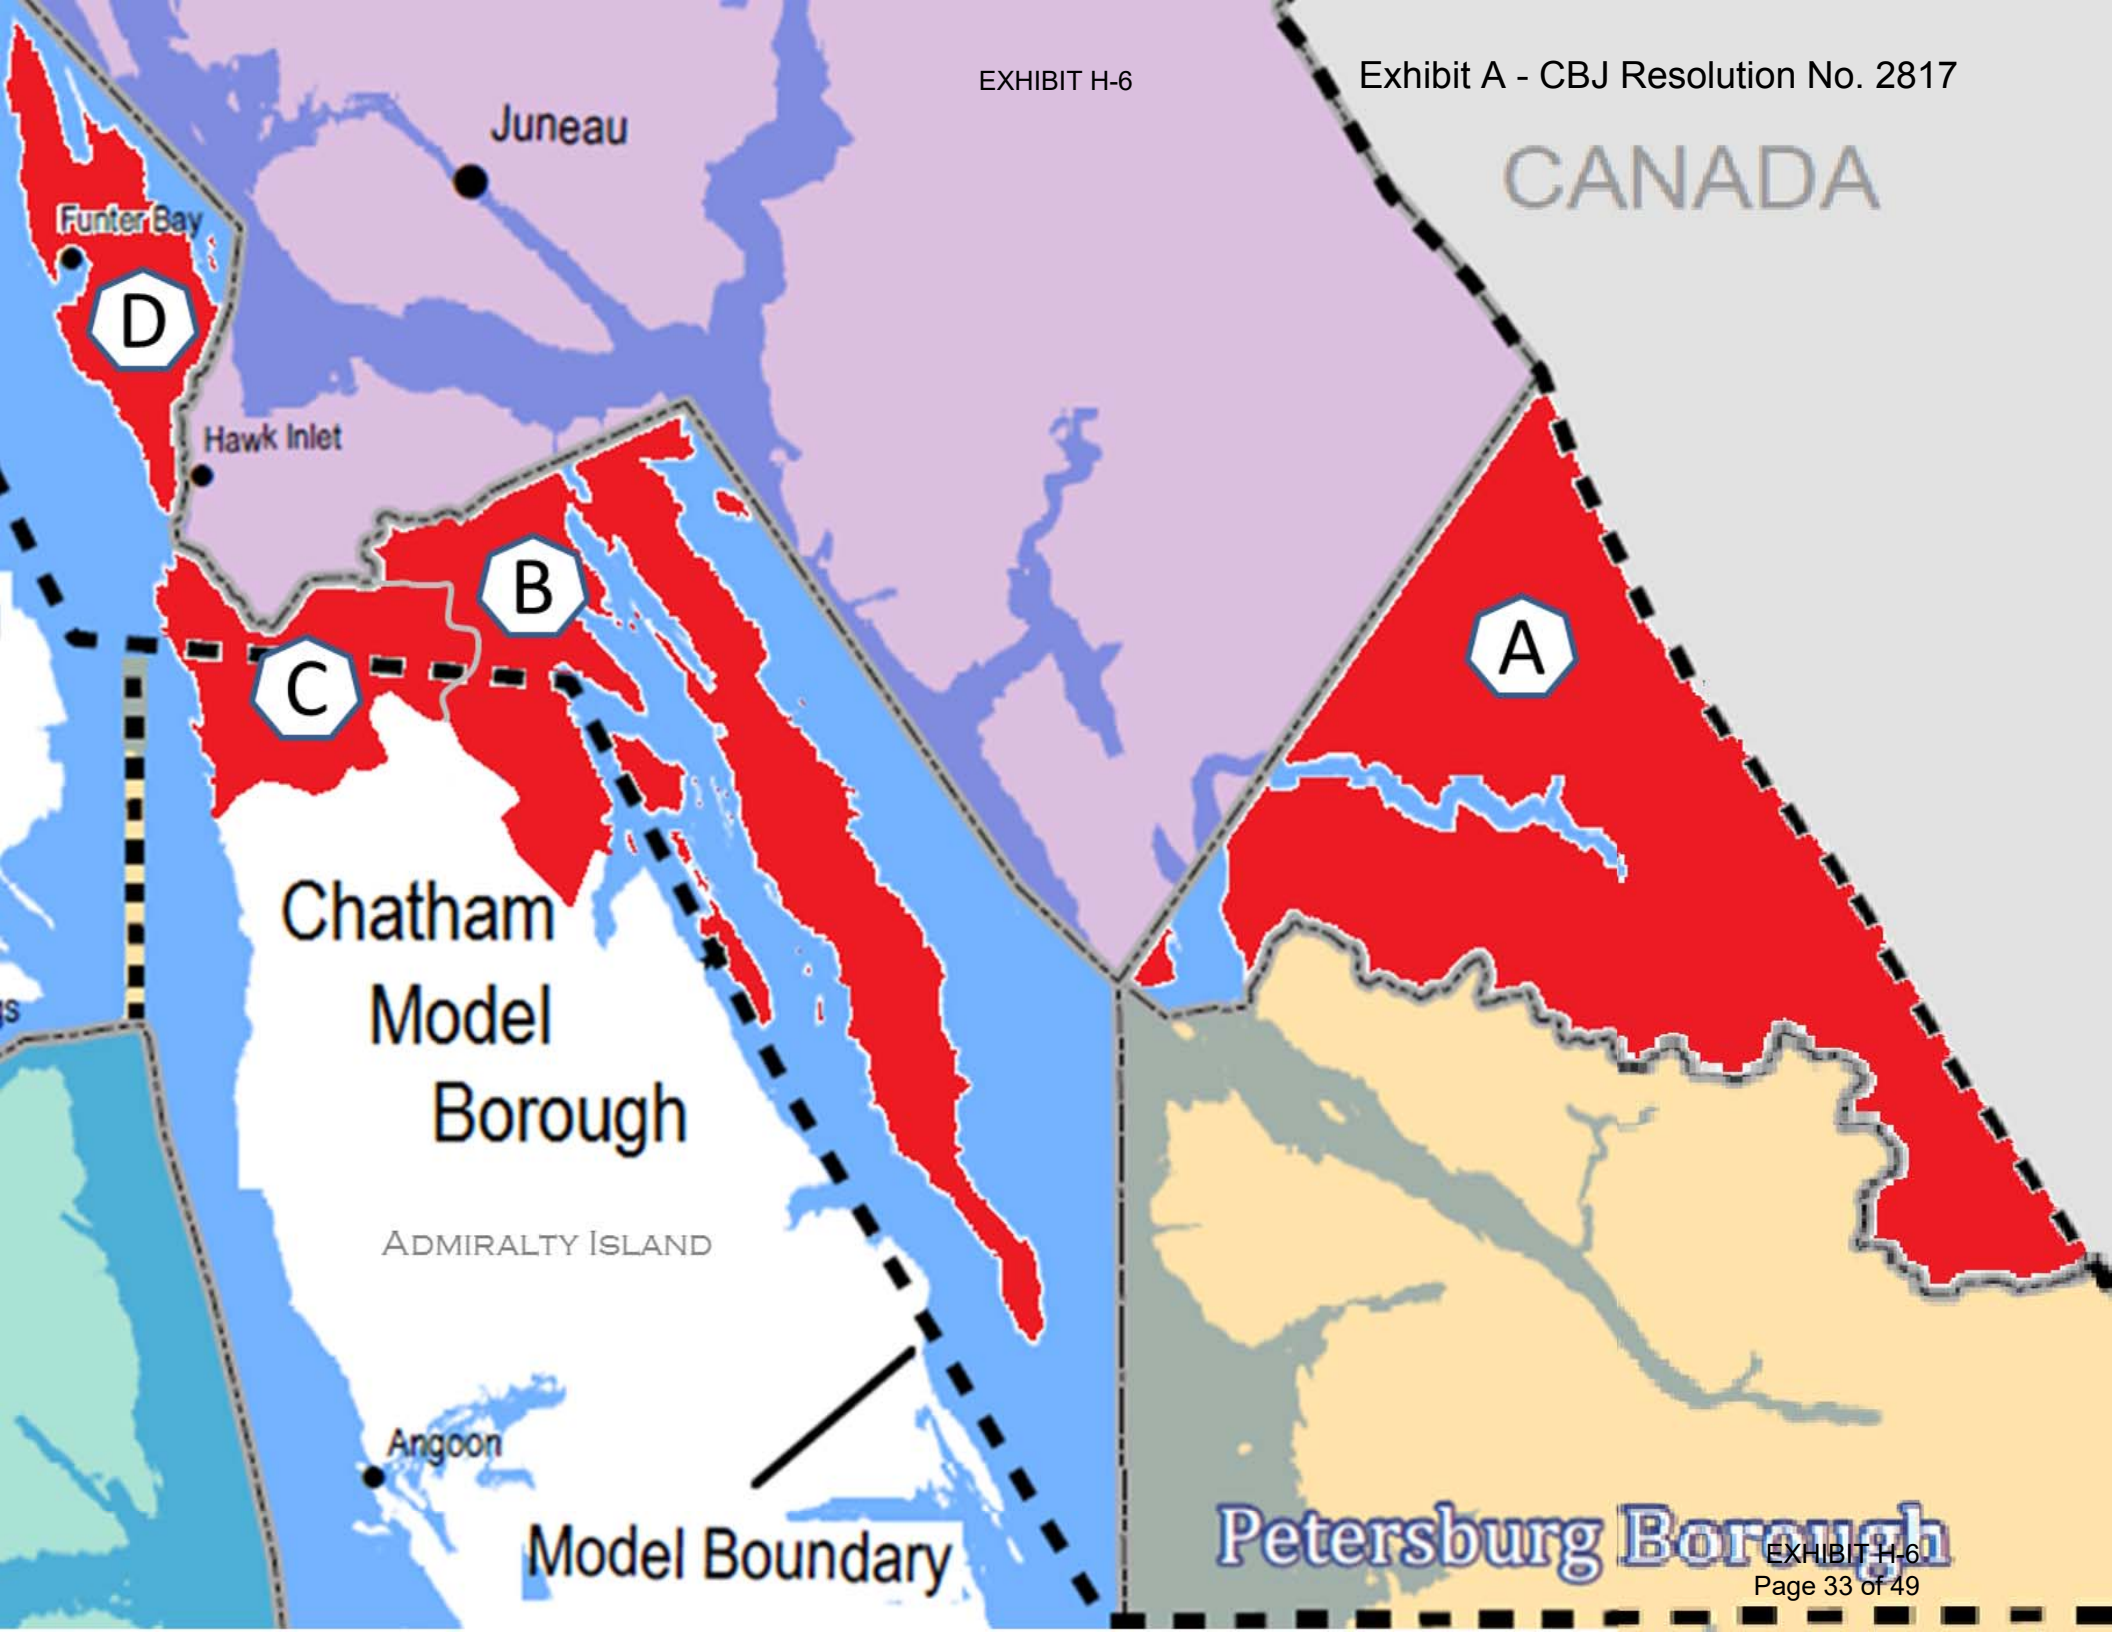 EXHIBIT H-6
Exhibit A - CBJ Resolution No. 2817
CANADA
Juneau
Funter Bay
D
Hawk Inlet
B
A
C
Chatham
Model
Borough
gs
ADMIRALTY ISLAND
Angoon
Model Boundary
Petersburg Borough
EXHIBIT H-6
Page 33 of 49